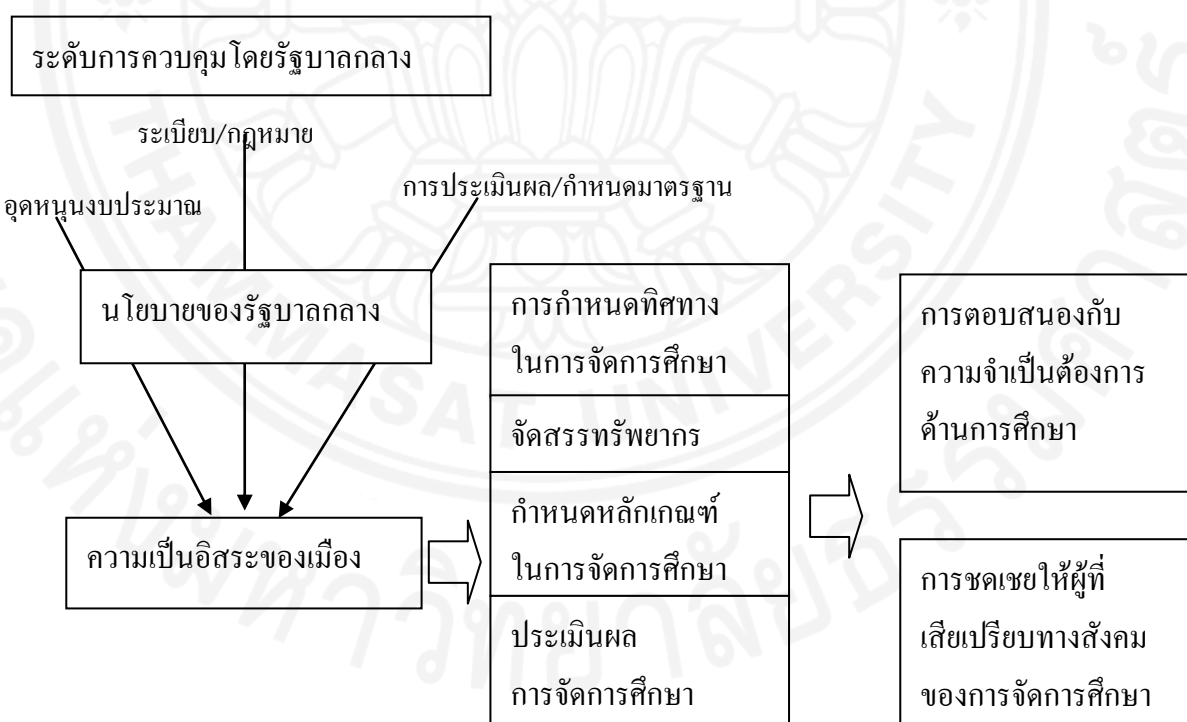 ระดับการควบคุมโดยรัฐบาลกลาง
ระเบียบ/กฎหมาย
การประเมินผล/กำหนดมาตรฐาน
อุดหนุนงบประมาณ
นโยบายของรัฐบาลกลาง
ความเป็นอิสระของเมือง
การกำหนดทิศทาง
ในการจัดการศึกษา
จัดสรรทรัพยากร
กำหนดหลักเกณฑ์
ในการจัดการศึกษา
ประเมินผล
การจัดการศึกษา
การตอบสนองกับ
ความจำเป็นต้องการ
ด้านการศึกษา
การชดเชยให้ผู้ที่
เสียเปรียบทางสังคม
ของการจัดการศึกษา
THAMMASAT UNIVERSITY